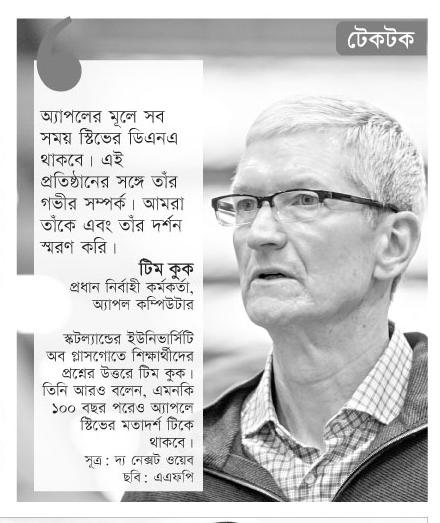 টেকটক
অ্যাপলের মূলে সব
সময় স্টিভের ডিএনএ
থাকবে। এই
প্রতিষ্ঠানের সঙ্গে তাঁর
গভীর সম্পর্ক। আমরা
তাঁকে এবং তাঁর দর্শন
স্মরণ করি।
টিম কুক
প্রধান নির্বাহী কর্মকর্তা,
অ্যাপল কম্পিউটার
স্কটল্যান্ডের ইউনিভার্সিটি
অব গ্লাসগোতে শিক্ষার্থীদের
প্রশ্নের উত্তরে টিম কুক।
তিনি আরও বলেন, এমনকি
১০০ বছর পরেও অ্যাপলে
স্টিভের মতাদর্শ টিকে
থাকবে।
সূত্র : দ্য নেক্সট ওয়েব
ছবি : এএফপি